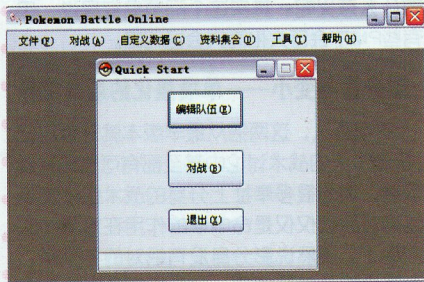 Pokemon Battle Online
文件(F) 对战(A) 自定义数据(C) 资料集合(D) 工具(T) 帮助(H)
Quick Start
编辑队伍(E)
对战(B)
退出(X)